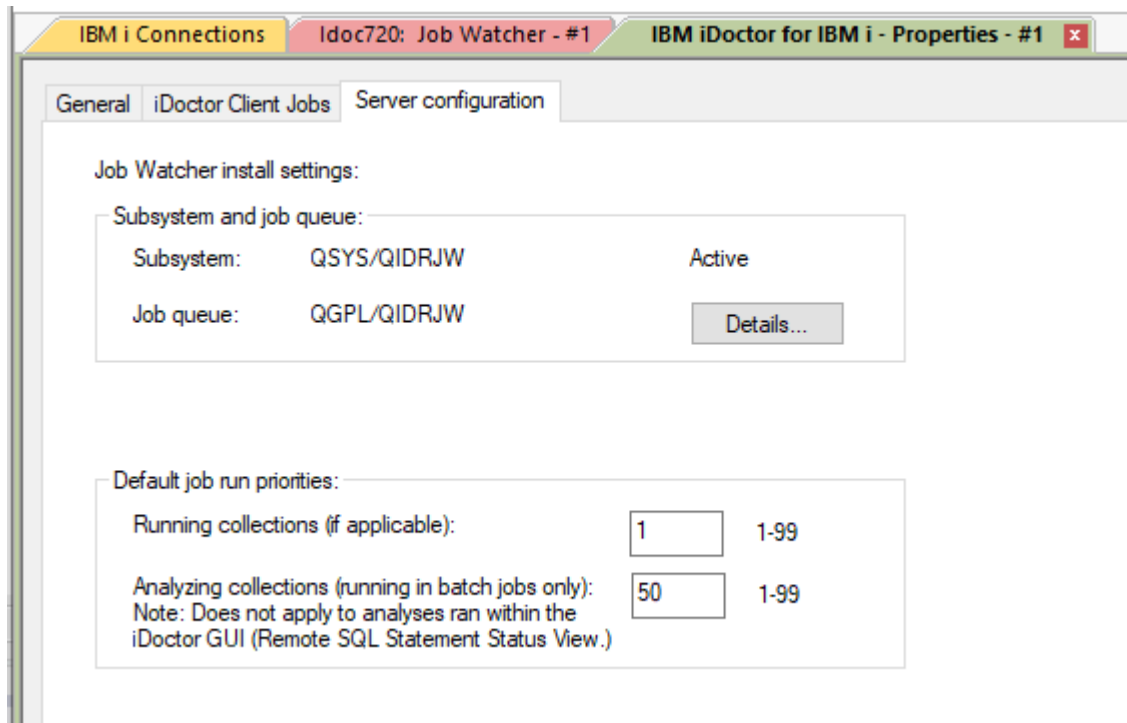 IBM i Connections
Idoc720: Job Watcher - #1
IBM iDoctor for IBM i - Properties - #1
x
General
iDoctor Client Jobs
Server configuration
Job Watcher install settings:
Subsystem and job queue:
Subsystem: QSYS/QIDRJW Active
Job queue: QGPL/QIDRJW Details...
Default job run priorities:
Running collections (if applicable): 1 1-99
Analyzing collections (running in batch jobs only): 50 1-99
Note: Does not apply to analyses ran within the
iDoctor GUI (Remote SQL Statement Status View.)